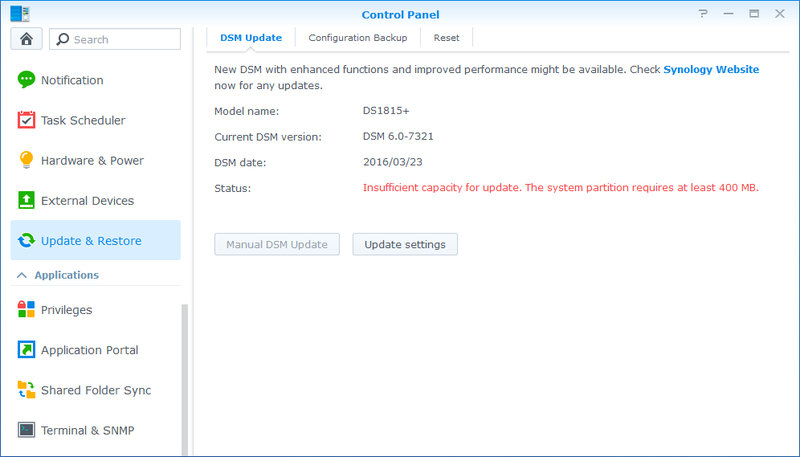 Control Panel
Search
Notification
Task Scheduler
Hardware & Power
External Devices
Update & Restore
Applications
Privileges
Application Portal
Shared Folder Sync
Terminal & SNMP
DSM Update Configuration Backup Reset
New DSM with enhanced functions and improved performance might be available. Check Synology Website
now for any updates.
Model name: DS1815+
Current DSM version: DSM 6.0-7321
DSM date: 2016/03/23
Status: Insufficient capacity for update. The system partition requires at least 400 MB.
Manual DSM Update Update settings